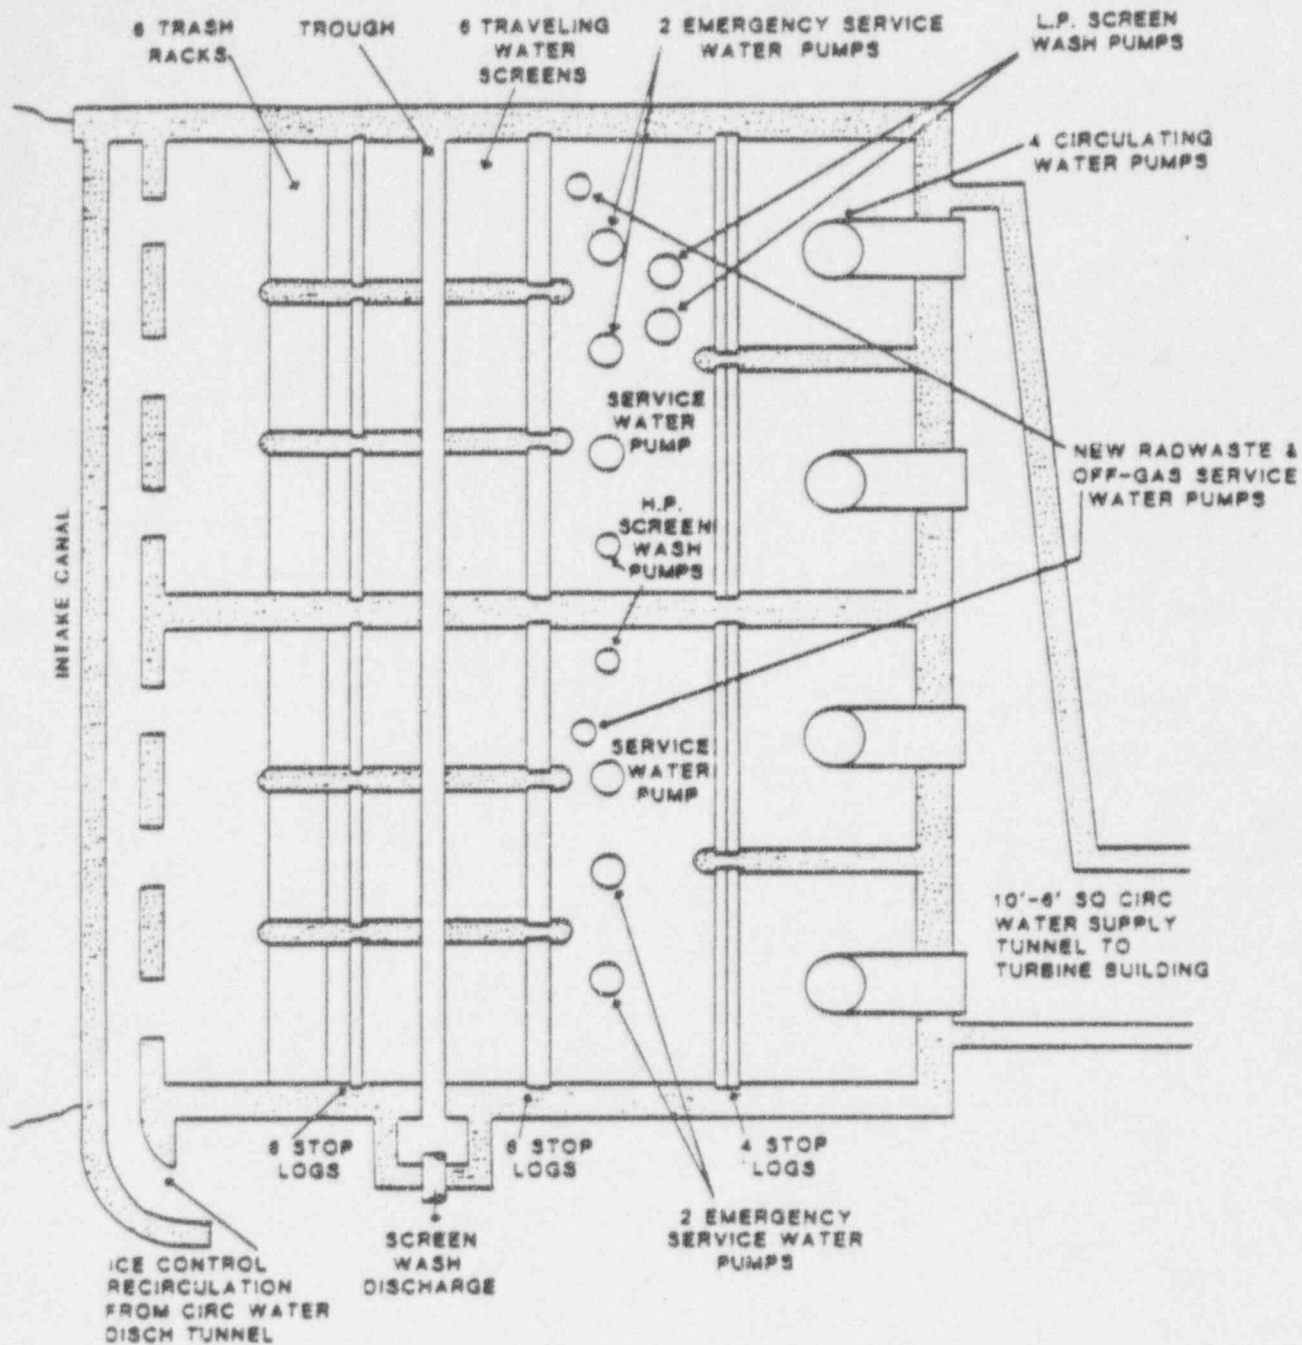 6 TRASH
RACKS
TROUGH
6 TRAVELING
WATER
SCREENS
2 EMERGENCY SERVICE
WATER PUMPS
L.P. SCREEN
WASH PUMPS
4 CIRCULATING
WATER PUMPS
SERVICE
WATER
PUMP
NEW RADWASTE &
OFF-GAS SERVICE
WATER PUMPS
H.P.
SCREEN
WASH
PUMPS
INTAKE CANAL
SERVICE
WATER
PUMP
10'-6' SQ CIRC
WATER SUPPLY
TUNNEL TO
TURBINE BUILDING
6 STOP
LOGS
6 STOP
LOGS
4 STOP
LOGS
2 EMERGENCY
SERVICE WATER
PUMPS
SCREEN
WASH
DISCHARGE
ICE CONTROL
RECIRCULATION
FROM CIRC WATER
DISCH TUNNEL